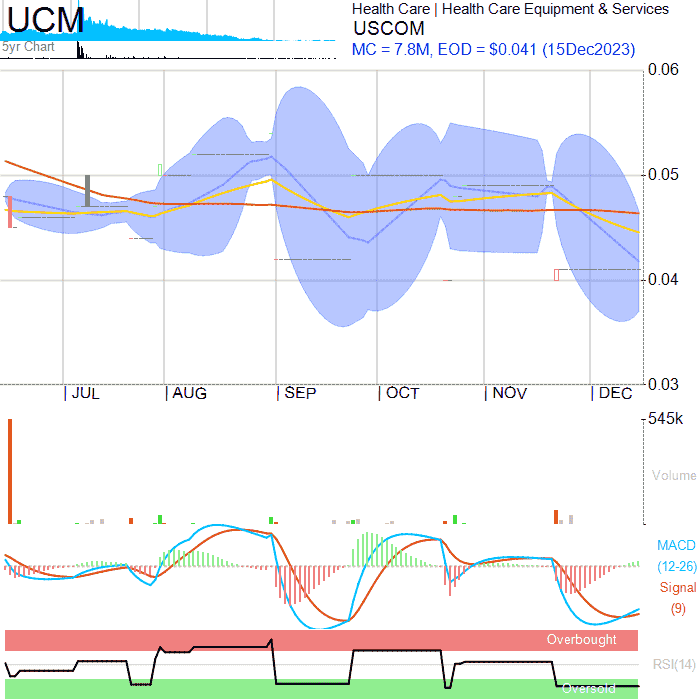 UCM
Health Care | Health Care Equipment & Services
USCOM
5yr Chart
MC = 7.8M, EOD = $0.041 (15Dec2023)
0.06
0.05
0.04
0.03
| JUL | AUG | SEP | OCT | NOV | DEC
545k
Volume
MACD
(12-26)
Signal
(9)
Overbought
RSI(14)
Oversold